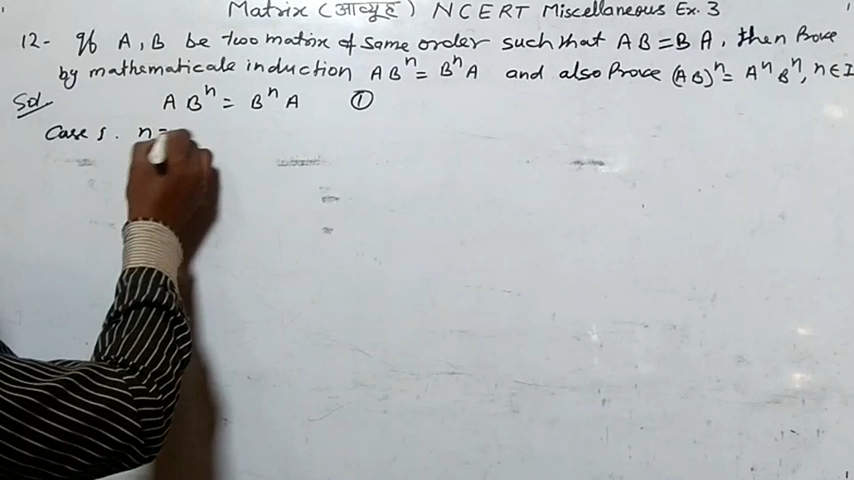 Matrix (आव्यूह) NCERT Miscellaneous Ex. 3
12- If A, B be two matrix of same order such that AB = BA, then Prove
by mathematicale induction ABⁿ = BⁿA and also Prove (AB)ⁿ = AⁿBⁿ, n ∈ I
Sol ABⁿ = BⁿA ①
Case 1. n =